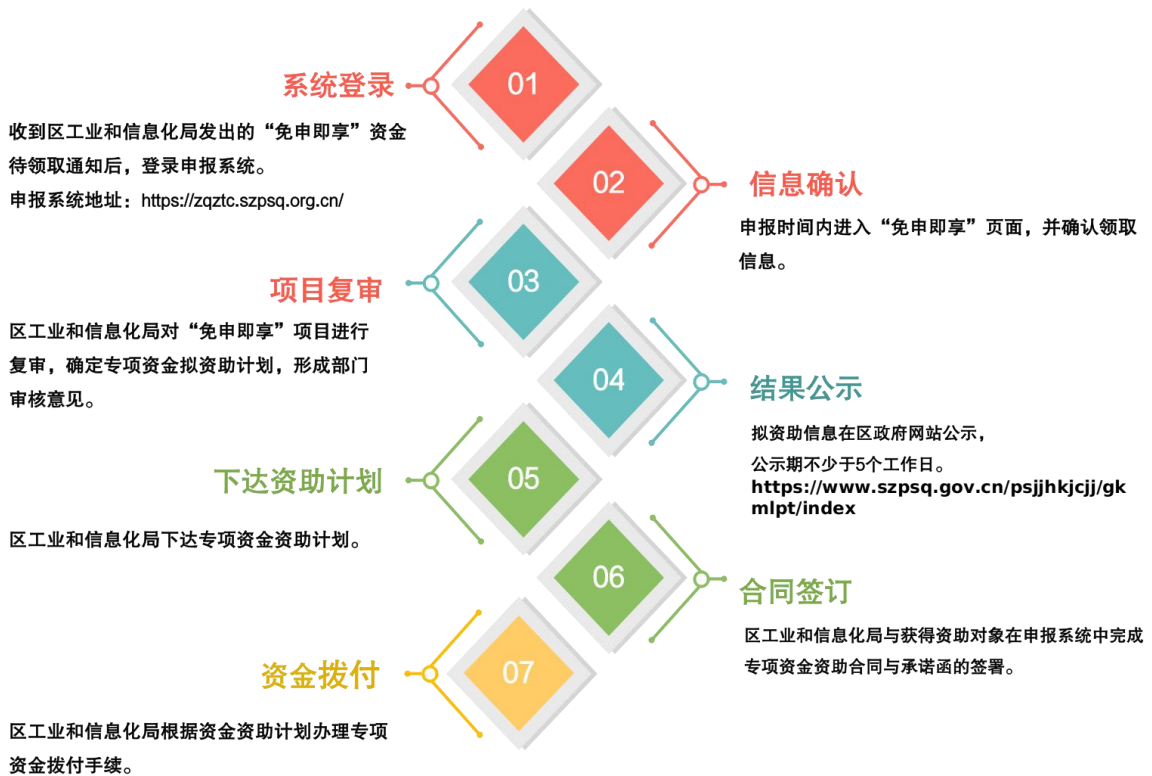 01
系统登录
收到区工业和信息化局发出的“免申即享”资金
待领取通知后，登录申报系统。
申报系统地址：https://zqztc.szpsq.org.cn/
02
信息确认
申报时间内进入“免申即享”页面，并确认领取
信息。
03
项目复审
区工业和信息化局对“免申即享”项目进行
复审，确定专项资金拟资助计划，形成部门
审核意见。
04
结果公示
拟资助信息在区政府网站公示，
公示期不少于5个工作日。
https://www.szpsq.gov.cn/psjjhkjcjj/gk
mlpt/index
05
下达资助计划
区工业和信息化局下达专项资金资助计划。
06
合同签订
区工业和信息化局与获得资助对象在申报系统中完成
专项资金资助合同与承诺函的签署。
07
资金拨付
区工业和信息化局根据资金资助计划办理专项
资金拨付手续。